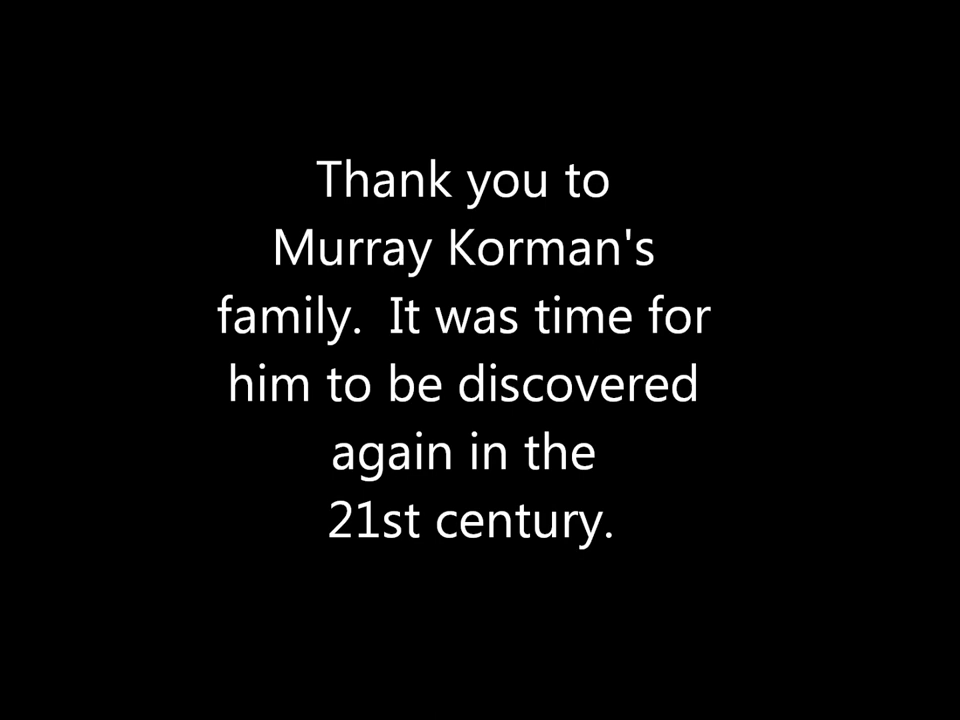 Thank you to
Murray Korman's
family.  It was time for
him to be discovered
again in the
21st century.